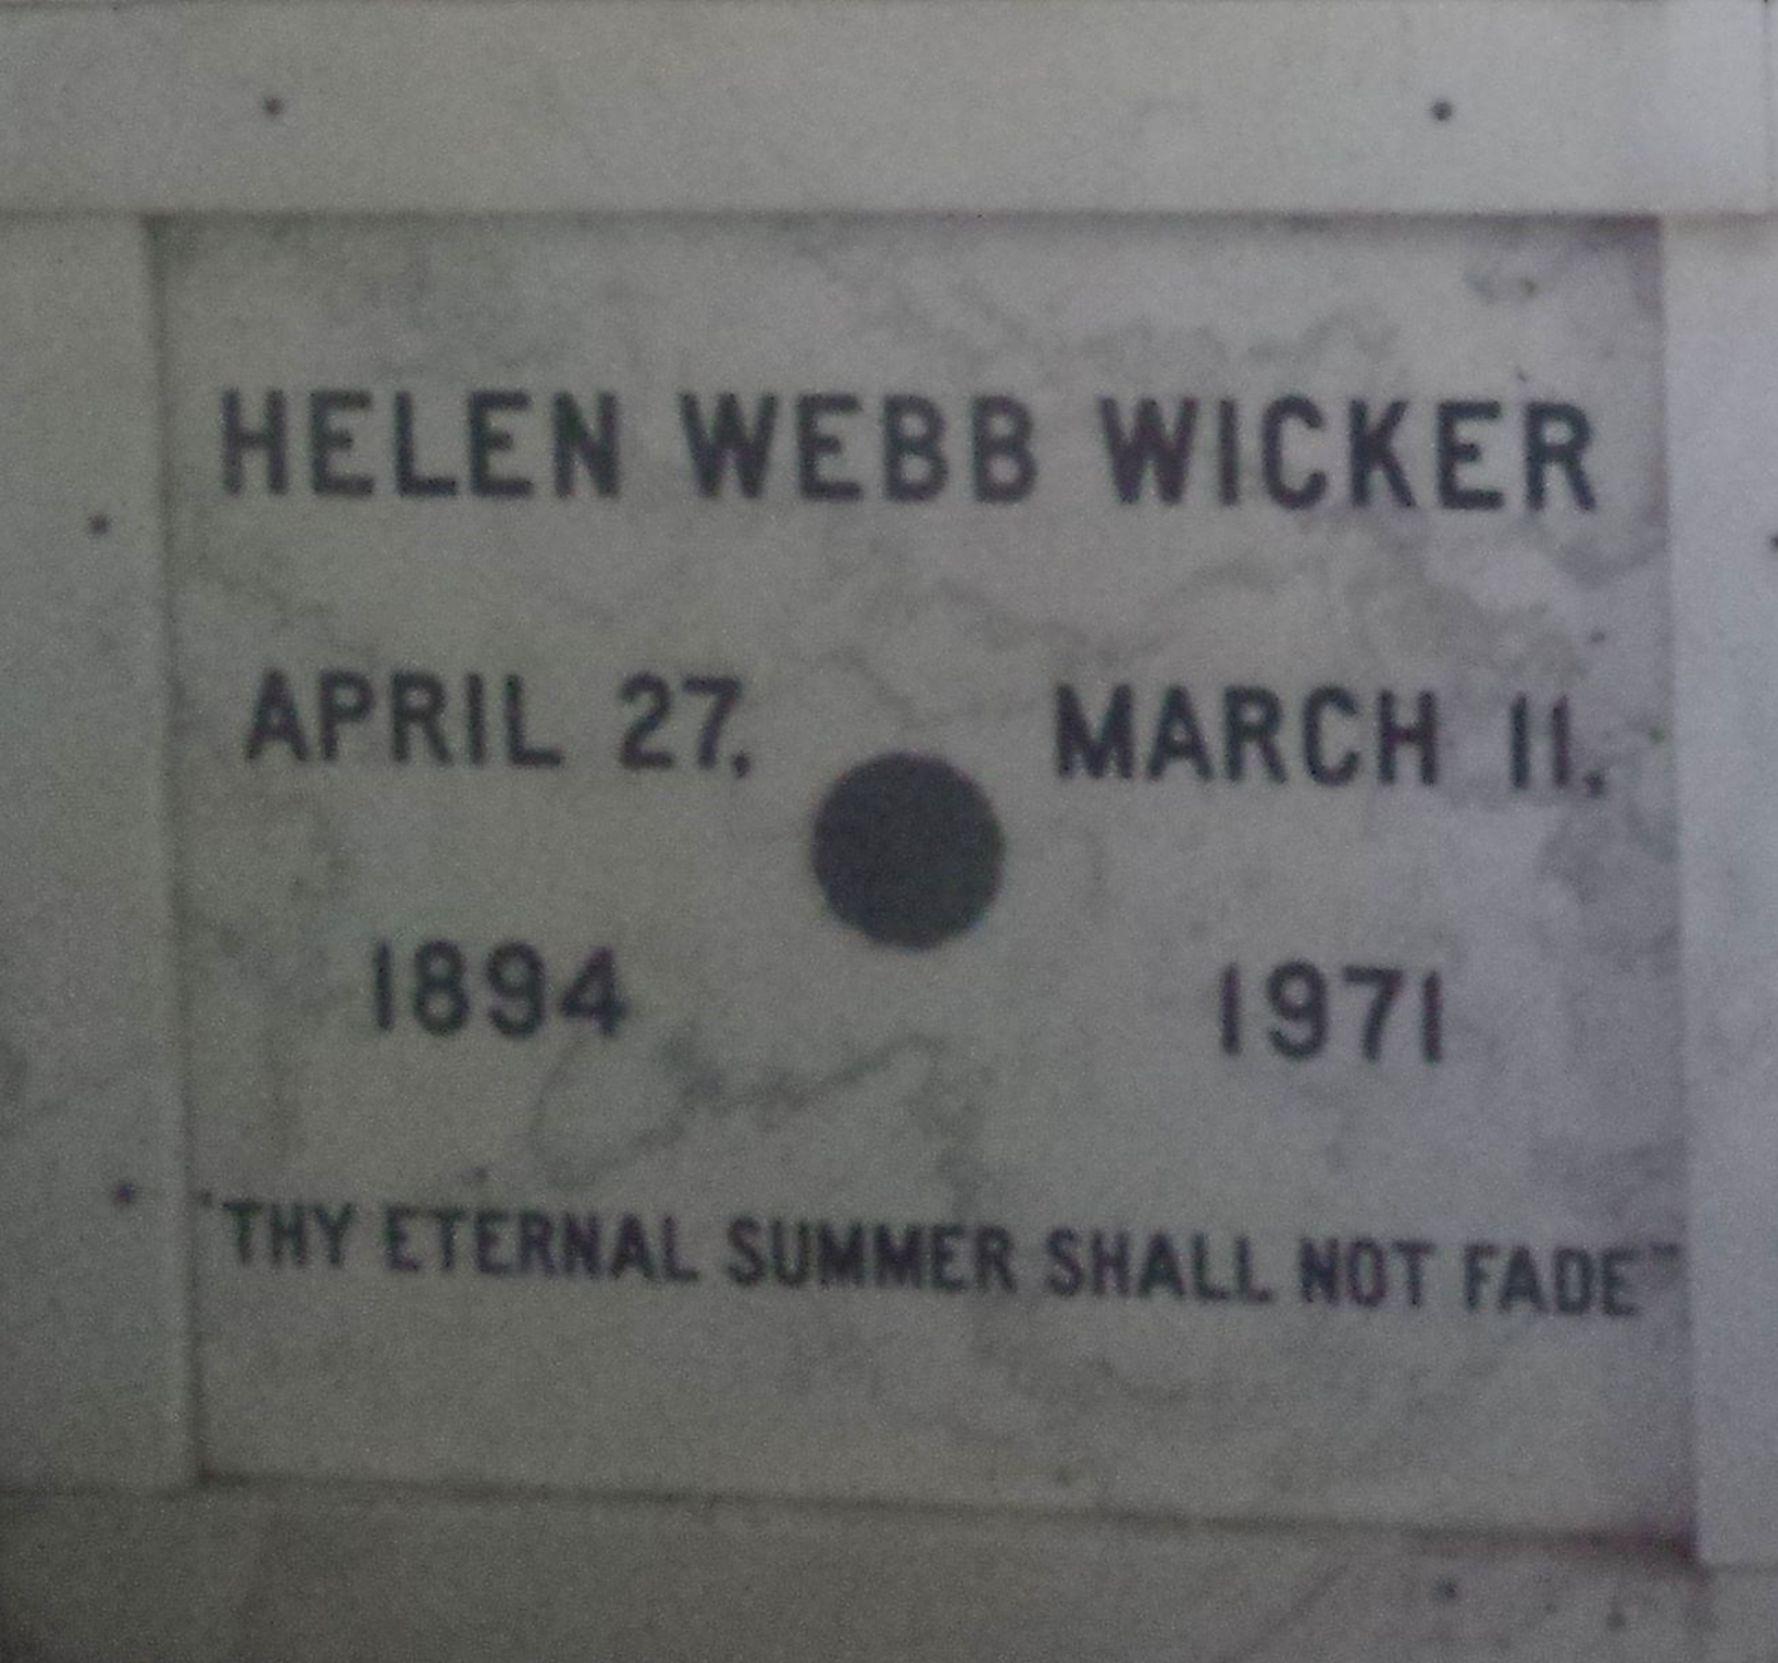 HELEN WEBB WICKER
APRIL 27, MARCH 11,
1894 1971
"THY ETERNAL SUMMER SHALL NOT FADE"